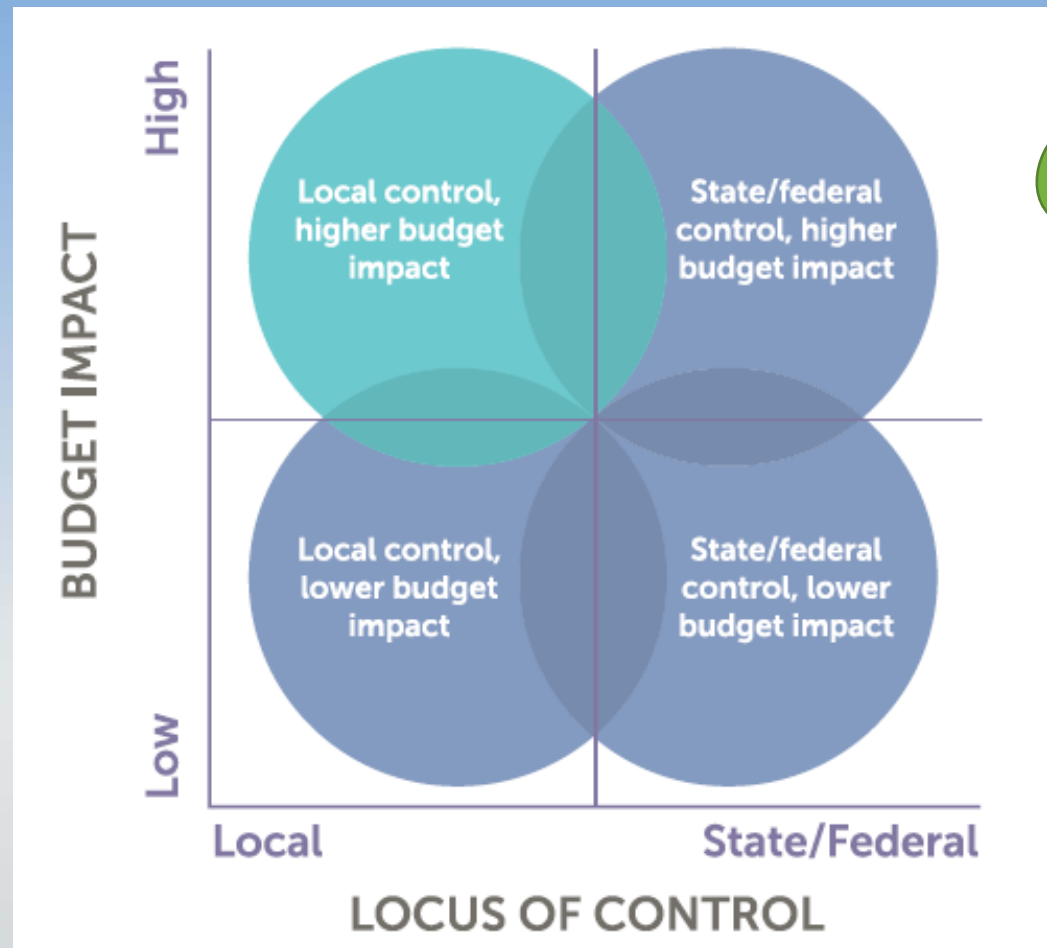 High
Local control,
higher budget
impact
State/federal
control, higher
budget impact
BUDGET IMPACT
Local control,
lower budget
impact
State/federal
control, lower
budget impact
Low
Local
State/Federal
LOCUS OF CONTROL